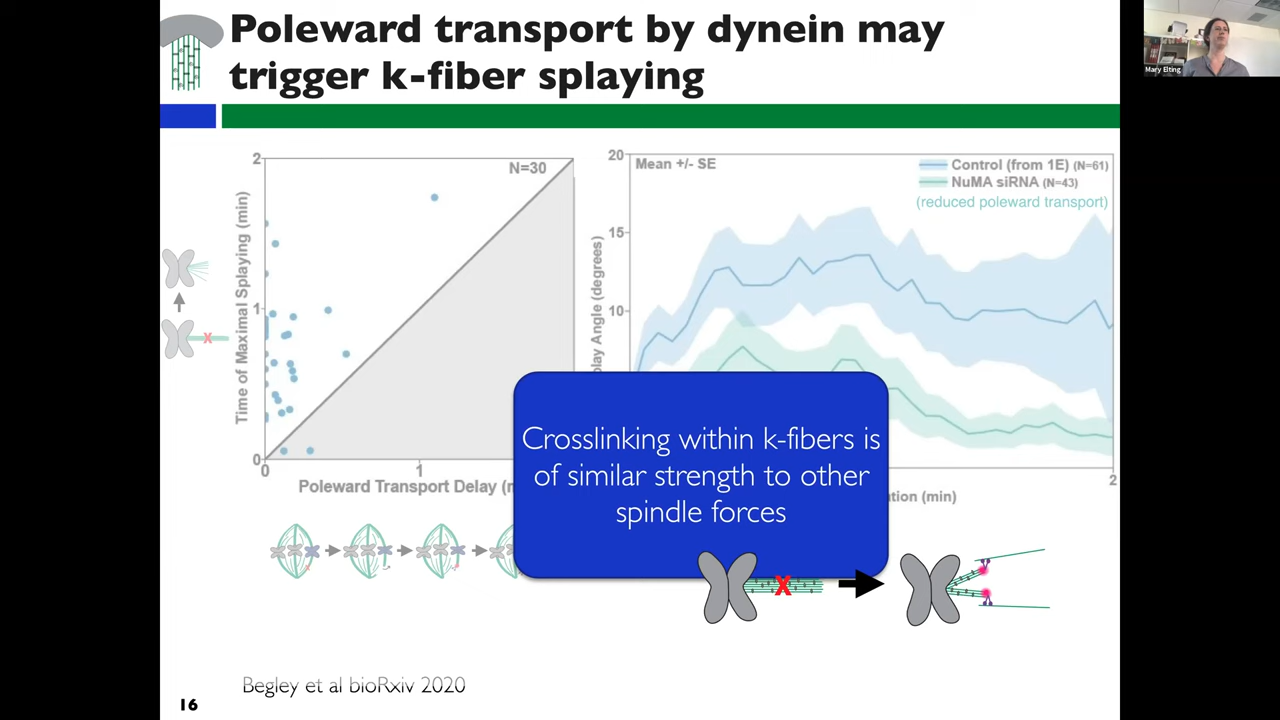 Poleward transport by dynein may
trigger k-fiber splaying
Mary Elting
2
1
0
Time of Maximal Splaying (min)
N=30
0
1
Poleward Transport Delay (m
20
15
10
play Angle (degrees)
Mean +/- SE
Control (from 1E) (N=61)
NuMA siRNA (N=43)
(reduced poleward transport)
2
ation (min)
Crosslinking within k-fibers is
of similar strength to other
spindle forces
X
X
Begley et al bioRxiv 2020
16